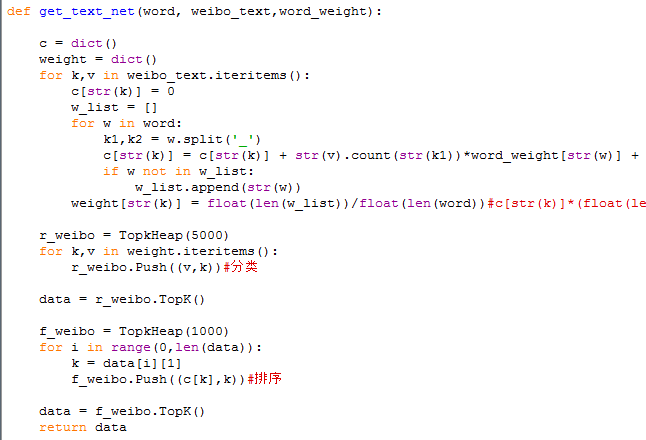 def get_text_net(word, weibo_text,word_weight):
c = dict()
weight = dict()
for k,v in weibo_text.iteritems():
c[str(k)] = 0
w_list = []
for w in word:
k1,k2 = w.split('_')
c[str(k)] = c[str(k)] + str(v).count(str(k1))*word_weight[str(w)] +
if w not in w_list:
w_list.append(str(w))
weight[str(k)] = float(len(w_list))/float(len(word))#c[str(k)]*(float(le
r_weibo = TopkHeap(5000)
for k,v in weight.iteritems():
r_weibo.Push((v,k))#分类
data = r_weibo.TopK()
f_weibo = TopkHeap(1000)
for i in range(0,len(data)):
k = data[i][1]
f_weibo.Push((c[k],k))#排序
data = f_weibo.TopK()
return data